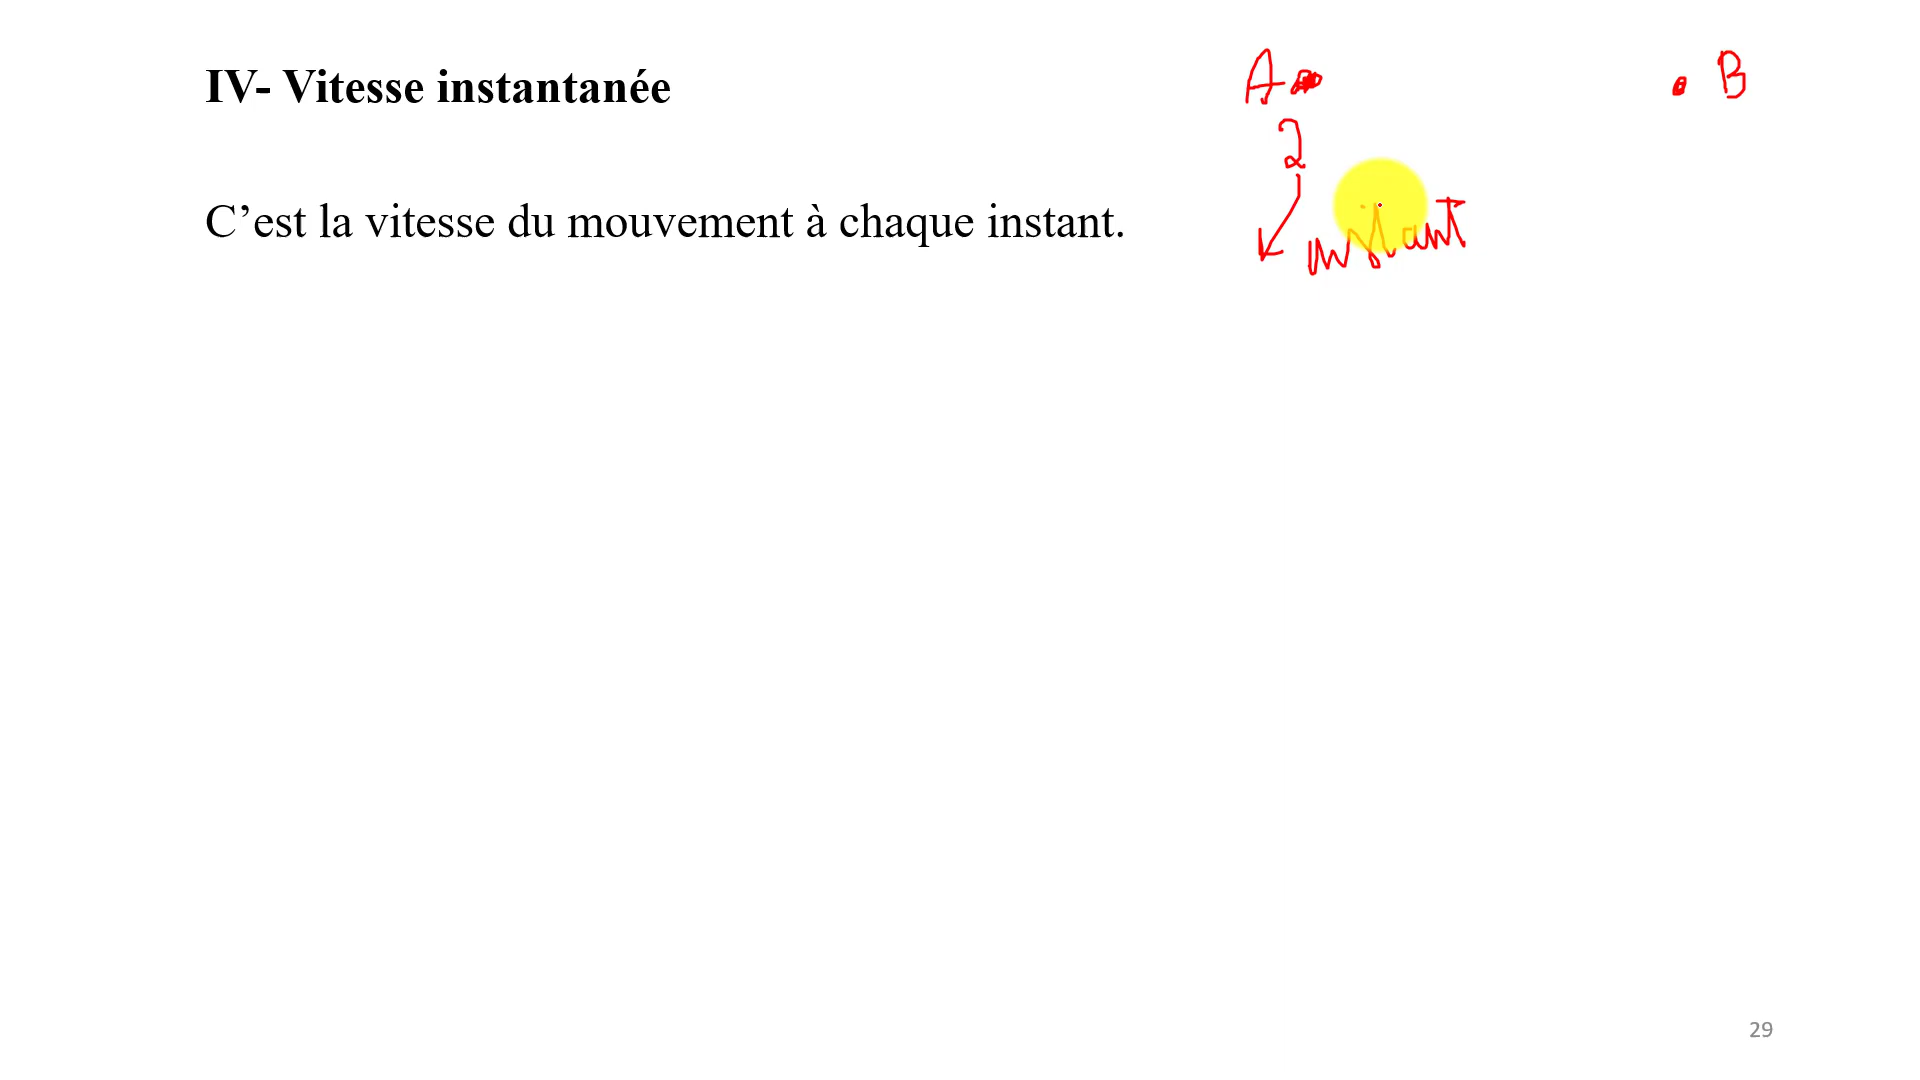 IV- Vitesse instantanée
A
B
2
C’est la vitesse du mouvement à chaque instant.
instant
29